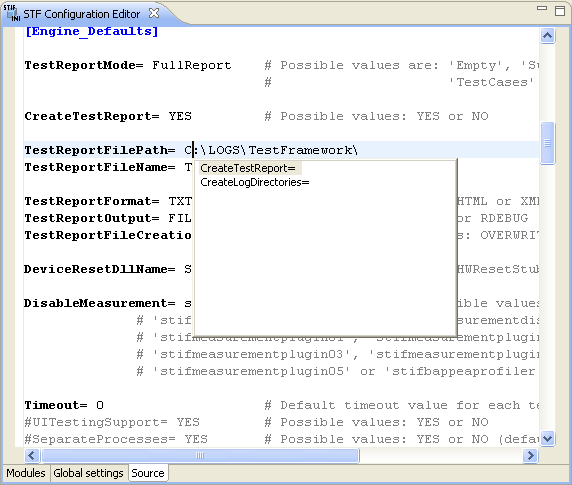 STF INI STF Configuration Editor
[Engine_Defaults]
TestReportMode= FullReport # Possible values are: 'Empty',
# 'TestCases'
CreateTestReport= YES # Possible values: YES or NO
TestReportFilePath= C:\LOGS\TestFramework\
TestReportFileName= T
CreateTestReport=
CreateLogDirectories=
TestReportFormat= TXT HTML or XM
TestReportOutput= FIL or RDEBUG
TestReportFileCreatio s: OVERWRIT
DeviceResetDllName= S HWResetStub
DisableMeasurement= s ible values
# 'stif surementdis
# 'stifmeasurementplugin01', 'stifmeasurementplugin
# 'stifmeasurementplugin03', 'stifmeasurementplugin
# 'stifmeasurementplugin05' or 'stifbappeaprofiler
Timeout= 0 # Default timeout value for each te
#UITestingSupport= YES # Possible values: YES or NO
#SeparateProcesses= YES # Possible values: YES or NO (defau
Modules Global settings Source